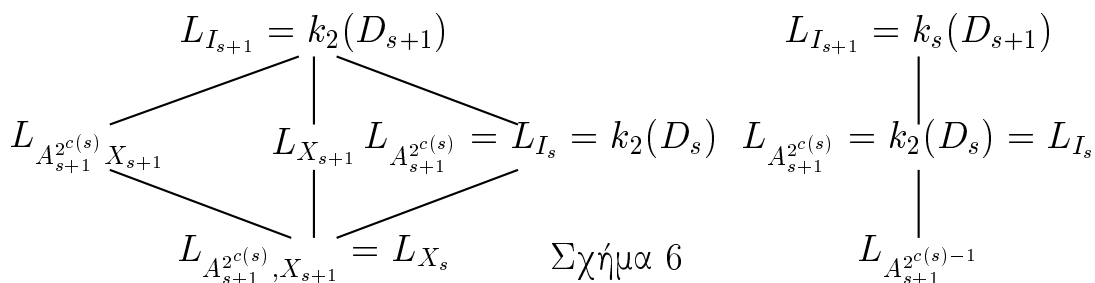 L_{I_{s+1}} = k_2(D_{s+1}) L_{I_{s+1}} = k_s(D_{s+1})
L_{A_{s+1}^{2^{c(s)}} X_{s+1}} L_{X_{s+1}} L_{A_{s+1}^{2^{c(s)}}} = L_{I_s} = k_2(D_s) L_{A_{s+1}^{2^{c(s)}}} = k_2(D_s) = L_{I_s}
L_{A_{s+1}^{2^{c(s)}}, X_{s+1}} = L_{X_s} Σχήμα 6 L_{A_{s+1}^{2^{c(s)-1}}}